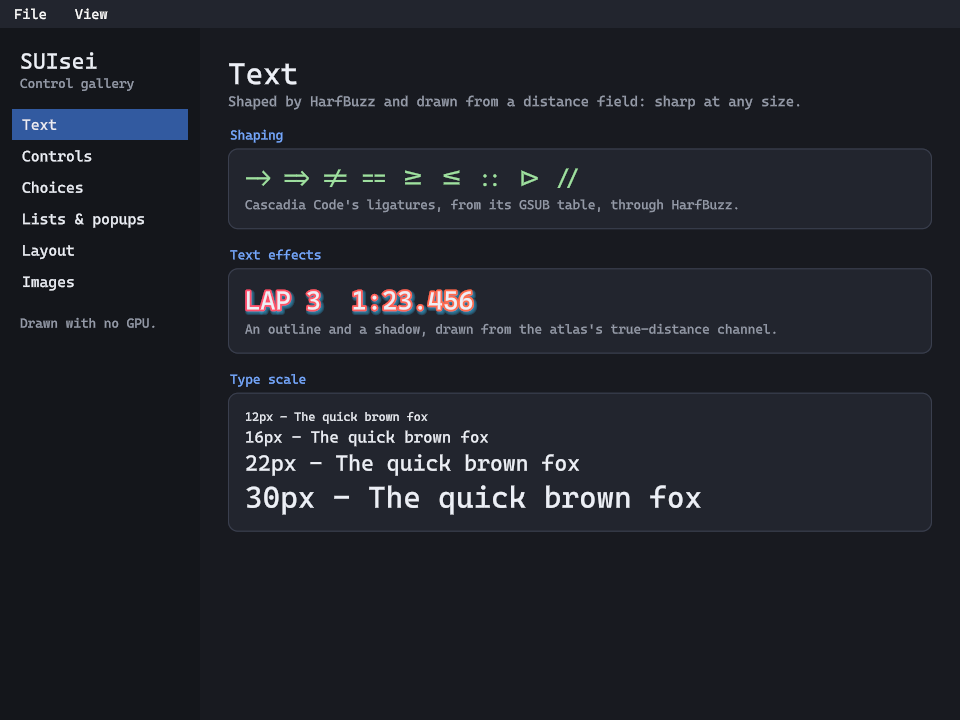 File View
SUIsei
Control gallery
Text
Controls
Choices
Lists & popups
Layout
Images
Drawn with no GPU.
Text
Shaped by HarfBuzz and drawn from a distance field: sharp at any size.
Shaping
-> => != == >= <= :: |> //
Cascadia Code's ligatures, from its GSUB table, through HarfBuzz.
Text effects
LAP 3 1:23.456
An outline and a shadow, drawn from the atlas's true-distance channel.
Type scale
12px — The quick brown fox
16px — The quick brown fox
22px — The quick brown fox
30px — The quick brown fox